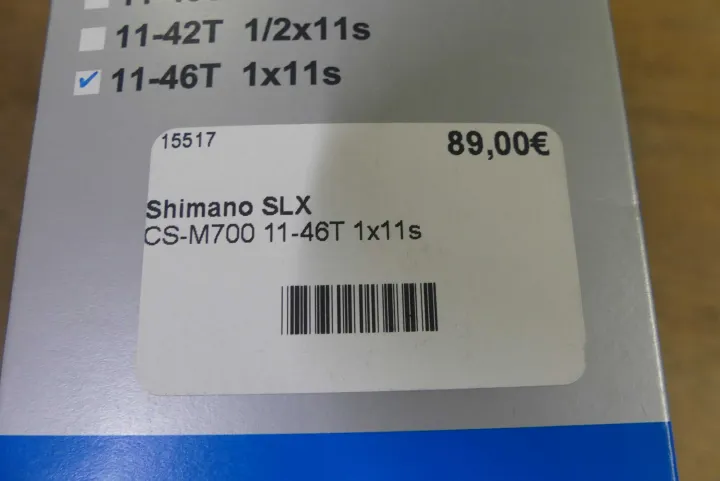 11-42T 1/2x11s
11-46T 1x11s
15517
89,00€
Shimano SLX
CS-M700 11-46T 1x11s